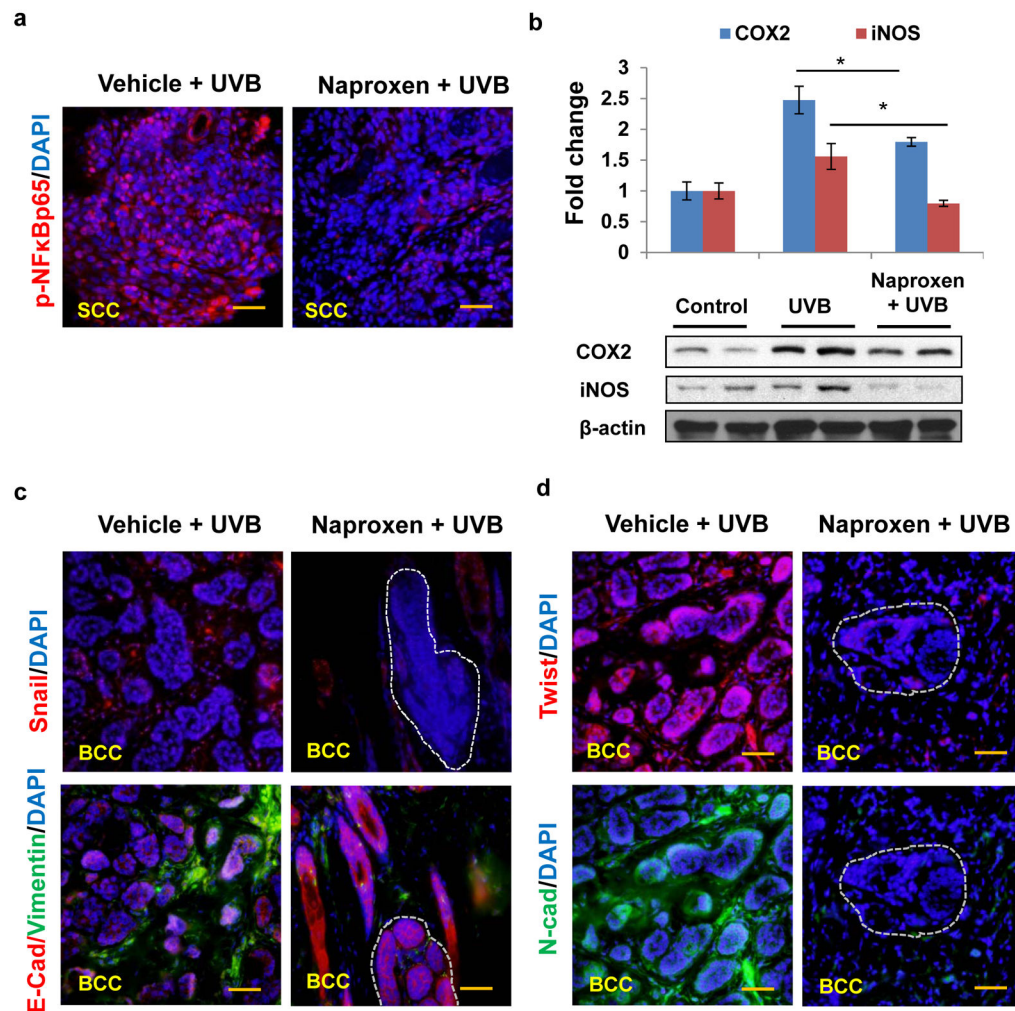 a
Vehicle + UVB
Naproxen + UVB
p-NFκBp65/DAPI
SCC
SCC
b
COX2
iNOS
Fold change
3
2.5
2
1.5
1
0.5
0
*
*
Control
UVB
Naproxen
+ UVB
COX2
iNOS
β-actin
c
Vehicle + UVB
Naproxen + UVB
Snail/DAPI
BCC
BCC
E-Cad/Vimentin/DAPI
BCC
BCC
d
Vehicle + UVB
Naproxen + UVB
Twist/DAPI
BCC
BCC
N-cad/DAPI
BCC
BCC